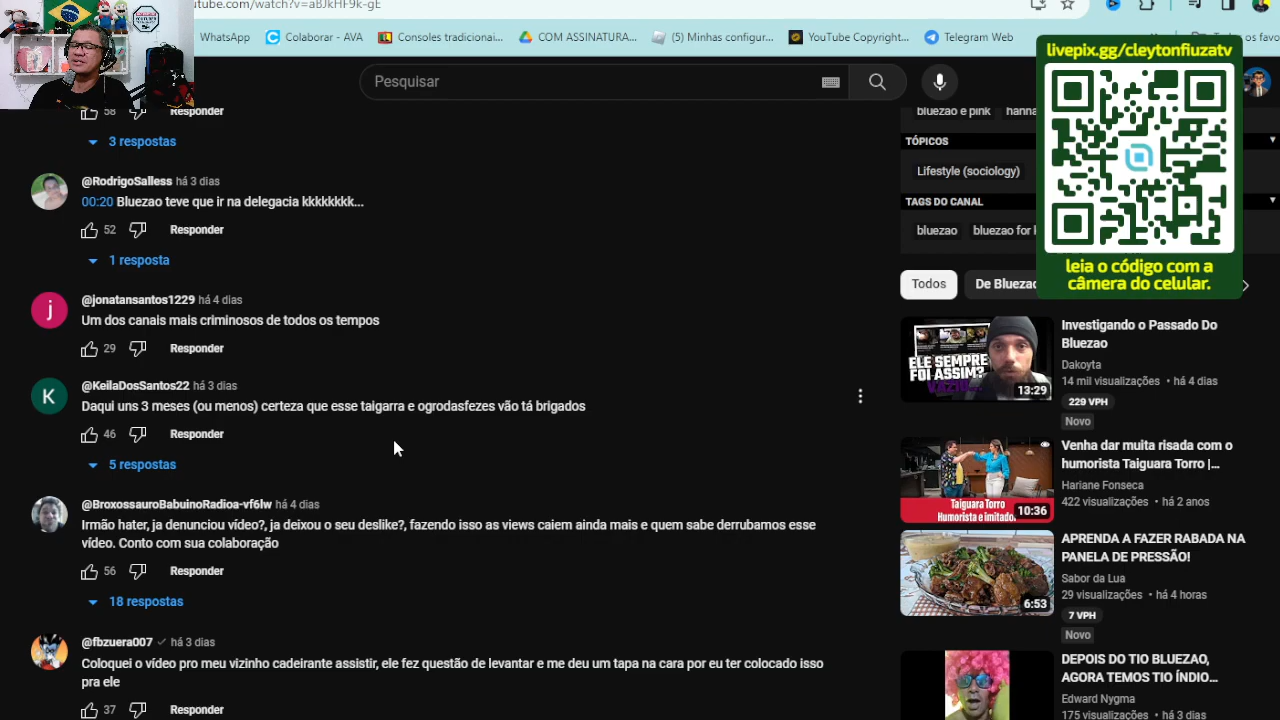 utube.com/watch?v=aBJkHF9k-gE
WhatsApp
Colaborar - AVA
Consoles tradicionai...
COM ASSINATURA...
(5) Minhas configur...
YouTube Copyright...
Telegram Web
livepix.gg/cleytonfiuzatv
leia o código com a
câmera do celular.
Pesquisar
58
Responder
3 respostas
@RodrigoSalless há 3 dias
00:20 Bluezao teve que ir na delegacia kkkkkkkk...
52
Responder
1 resposta
@jonatansantos1229 há 4 dias
Um dos canais mais criminosos de todos os tempos
29
Responder
@KeilaDosSantos22 há 3 dias
Daqui uns 3 meses (ou menos) certeza que esse taigarra e ogrodasfezes vão tá brigados
46
Responder
5 respostas
@BroxossauroBabuinoRadioa-vf6lw há 4 dias
Irmão hater, ja denunciou vídeo?, ja deixou o seu deslike?, fazendo isso as views caiem ainda mais e quem sabe derrubamos esse
vídeo. Conto com sua colaboração
56
Responder
18 respostas
@fbzuera007 há 3 dias
Coloquei o vídeo pro meu vizinho cadeirante assistir, ele fez questão de levantar e me deu um tapa na cara por eu ter colocado isso
pra ele
37
Responder
bluezao e pink
hanna
TÓPICOS
Lifestyle (sociology)
TAGS DO CANAL
bluezao
bluezao for
Todos
De Bluezao
ELE SEMPRE
FOI ASSIM?
13:29
Investigando o Passado Do
Bluezao
Dakoyta
14 mil visualizações • há 4 dias
229 VPH
Novo
Taiguara Torro
Humorista e imitador
10:36
Venha dar muita risada com o
humorista Taiguara Torro |...
Hariane Fonseca
422 visualizações • há 2 anos
6:53
APRENDA A FAZER RABADA NA
PANELA DE PRESSÃO!
Sabor da Lua
29 visualizações • há 4 horas
7 VPH
Novo
DEPOIS DO TIO BLUEZAO,
AGORA TEMOS TIO ÍNDIO...
Edward Nygma
175 visualizações • há 3 dias